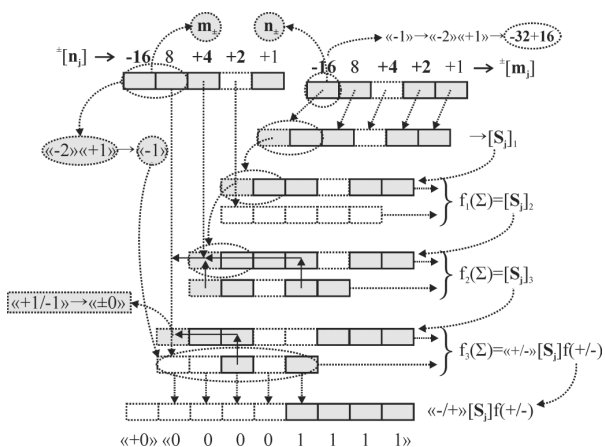 m± n±
«-1»→«-2»«+1»→ -32+16
±[nj] → -16 8 +4 +2 +1
-16 8 +4 +2 +1 → ±[mj]
→[Sj]1
«-2»«+1» → «-1»
f1(Σ)=[Sj]2
f2(Σ)=[Sj]3
«+1/-1»→«±0»
f3(Σ)=«+/-»[Sj]f(+/-)
«-/+»[Sj]f(+/-)
«+0» «0 0 0 0 1 1 1 1»